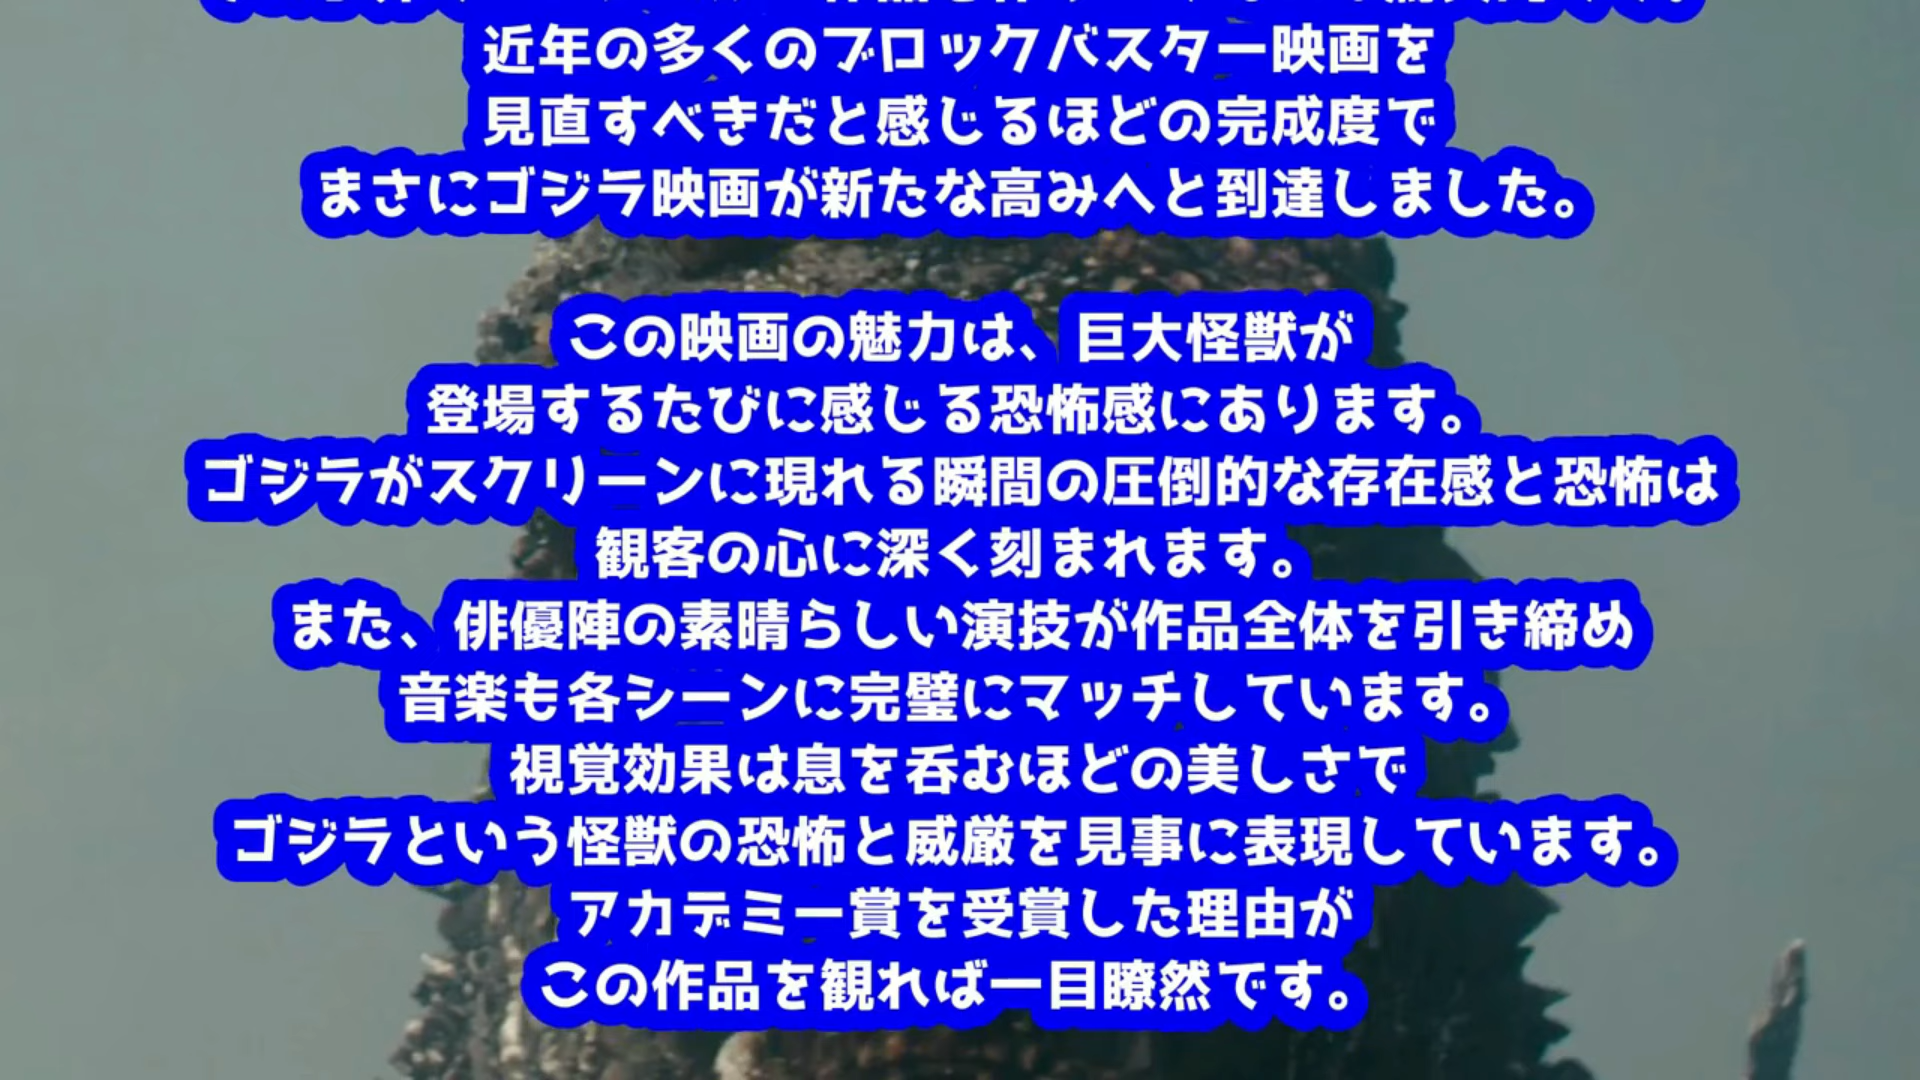 近年の多くのブロックバスター映画を
見直すべきだと感じるほどの完成度で
まさにゴジラ映画が新たな高みへと到達しました。
この映画の魅力は、巨大怪獣が
登場するたびに感じる恐怖感にあります。
ゴジラがスクリーンに現れる瞬間の圧倒的な存在感と恐怖は
観客の心に深く刻まれます。
また、俳優陣の素晴らしい演技が作品全体を引き締め
音楽も各シーンに完璧にマッチしています。
視覚効果は息を呑むほどの美しさで
ゴジラという怪獣の恐怖と威厳を見事に表現しています。
アカデミー賞を受賞した理由が
この作品を観れば一目瞭然です。